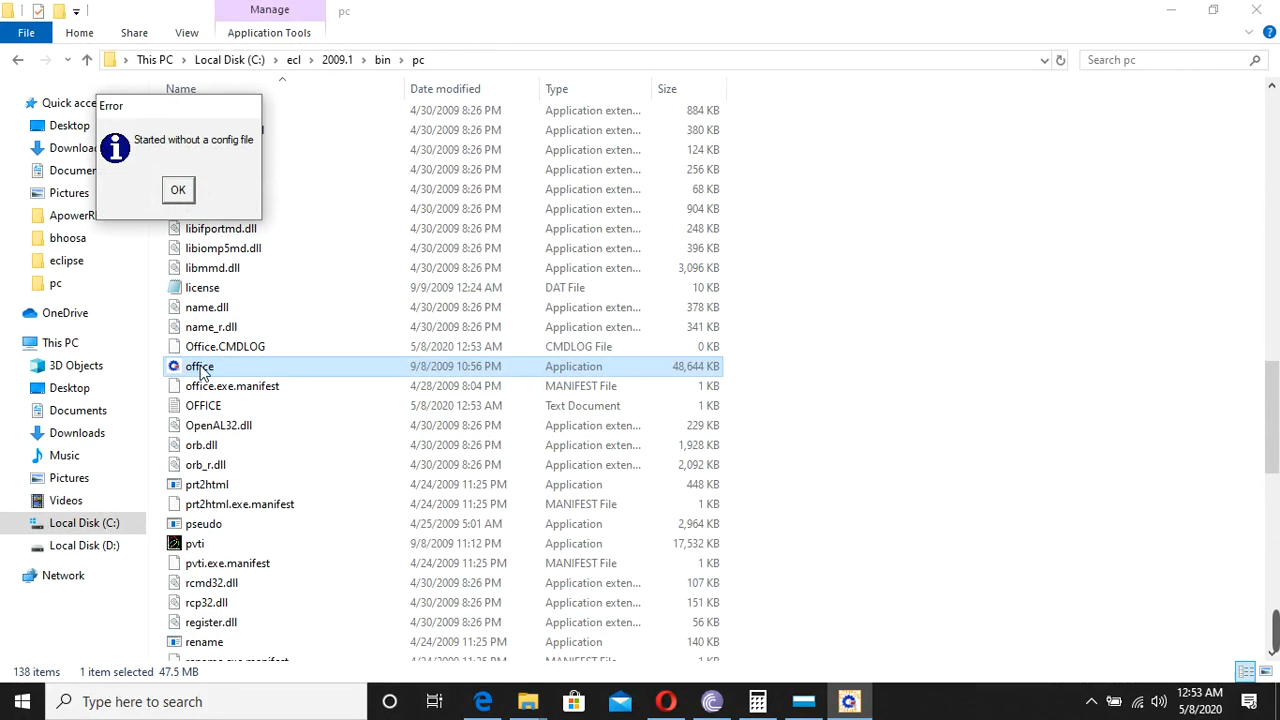 Manage
pc
File
Home
Share
View
Application Tools
This PC
Local Disk (C:)
ecl
2009.1
bin
pc
Search pc
Name
Date modified
Type
Size
Quick acce
Desktop
Downloa
Documen
Pictures
ApowerR
bhoosa
eclipse
pc
OneDrive
This PC
3D Objects
Desktop
Documents
Downloads
Music
Pictures
Videos
Local Disk (C:)
Local Disk (D:)
Network
Error
Started without a config file
OK
4/30/2009 8:26 PM Application exten... 884 KB
4/30/2009 8:26 PM Application exten... 380 KB
4/30/2009 8:26 PM Application exten... 124 KB
4/30/2009 8:26 PM Application exten... 256 KB
4/30/2009 8:26 PM Application exten... 68 KB
4/30/2009 8:26 PM Application exten... 904 KB
libifportmd.dll 4/30/2009 8:26 PM Application exten... 248 KB
libiomp5md.dll 4/30/2009 8:26 PM Application exten... 396 KB
libmmd.dll 4/30/2009 8:26 PM Application exten... 3,096 KB
license 9/9/2009 12:24 AM DAT File 10 KB
name.dll 4/30/2009 8:26 PM Application exten... 378 KB
name_r.dll 4/30/2009 8:26 PM Application exten... 341 KB
Office.CMDLOG 5/8/2020 12:53 AM CMDLOG File 0 KB
office 9/8/2009 10:56 PM Application 48,644 KB
office.exe.manifest 4/28/2009 8:04 PM MANIFEST File 1 KB
OFFICE 5/8/2020 12:53 AM Text Document 1 KB
OpenAL32.dll 4/30/2009 8:26 PM Application exten... 229 KB
orb.dll 4/30/2009 8:26 PM Application exten... 1,928 KB
orb_r.dll 4/30/2009 8:26 PM Application exten... 2,092 KB
prt2html 4/24/2009 11:25 PM Application 448 KB
prt2html.exe.manifest 4/24/2009 11:25 PM MANIFEST File 1 KB
pseudo 4/25/2009 5:01 AM Application 2,964 KB
pvti 9/8/2009 11:12 PM Application 17,532 KB
pvti.exe.manifest 4/24/2009 11:25 PM MANIFEST File 1 KB
rcmd32.dll 4/30/2009 8:26 PM Application exten... 107 KB
rcp32.dll 4/30/2009 8:26 PM Application exten... 151 KB
register.dll 4/30/2009 8:26 PM Application exten... 56 KB
rename 4/24/2009 11:25 PM Application 140 KB
138 items 1 item selected 47.5 MB
Type here to search
12:53 AM
5/8/2020